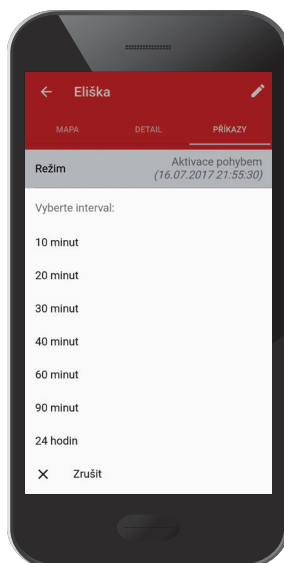 Eliška
MAPA DETAIL PŘÍKAZY
Režim Aktivace pohybem
(16.07.2017 21:55:30)
Vyberte interval:
10 minut
20 minut
30 minut
40 minut
60 minut
90 minut
24 hodin
Zrušit